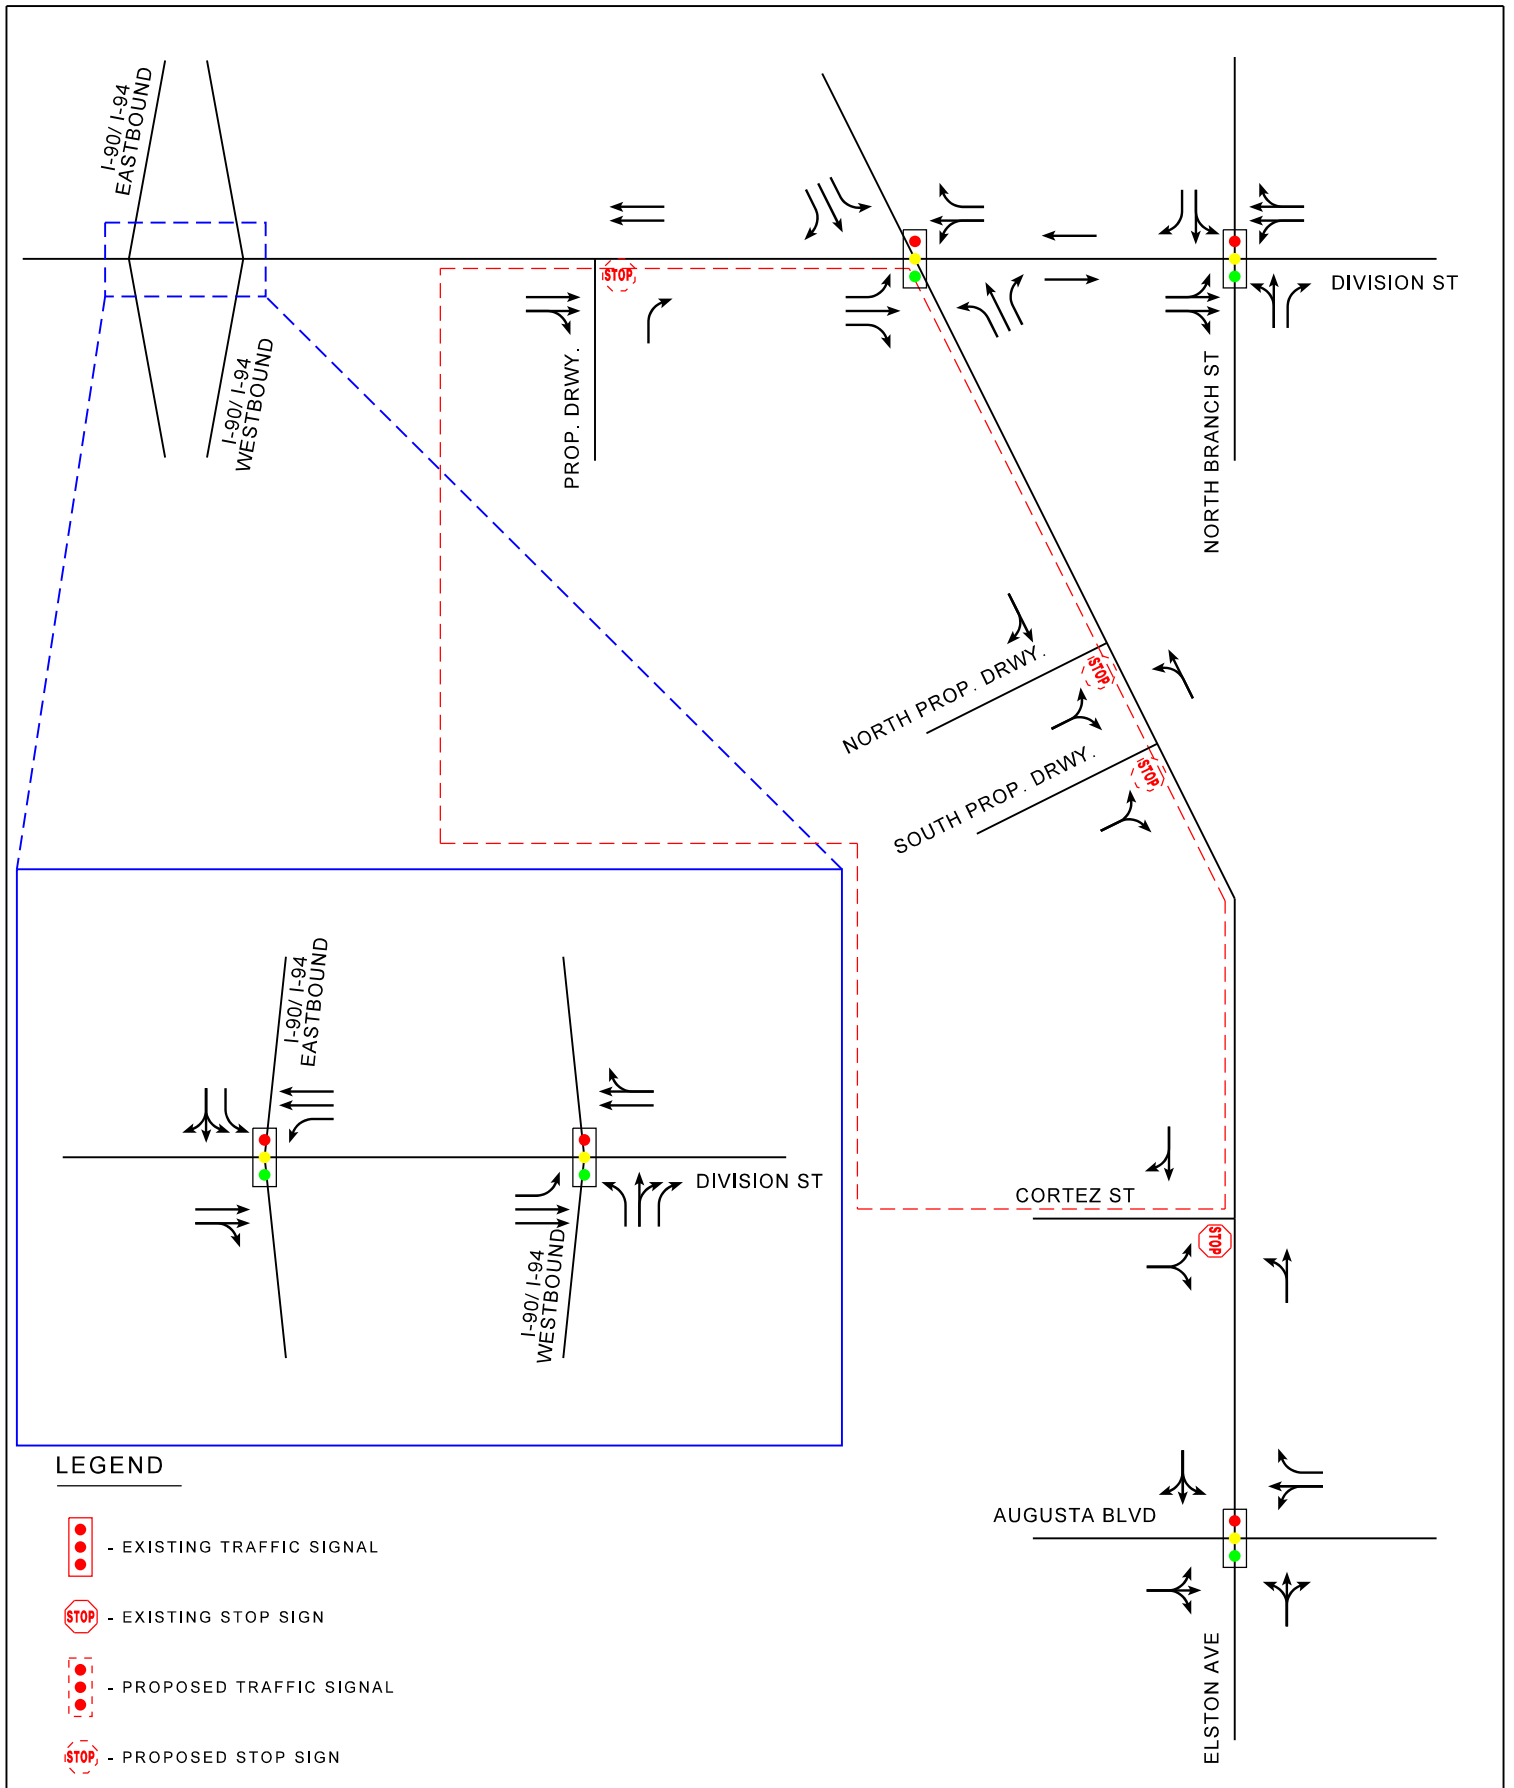 I-90/ I-94
EASTBOUND
I-90/ I-94
WESTBOUND
STOP
PROP. DRWY.
DIVISION ST
NORTH BRANCH ST
NORTH PROP. DRWY.
STOP
SOUTH PROP. DRWY.
STOP
I-90/ I-94
EASTBOUND
DIVISION ST
I-90/ I-94
WESTBOUND
CORTEZ ST
STOP
AUGUSTA BLVD
ELSTON AVE
LEGEND
- EXISTING TRAFFIC SIGNAL
STOP - EXISTING STOP SIGN
- PROPOSED TRAFFIC SIGNAL
STOP - PROPOSED STOP SIGN